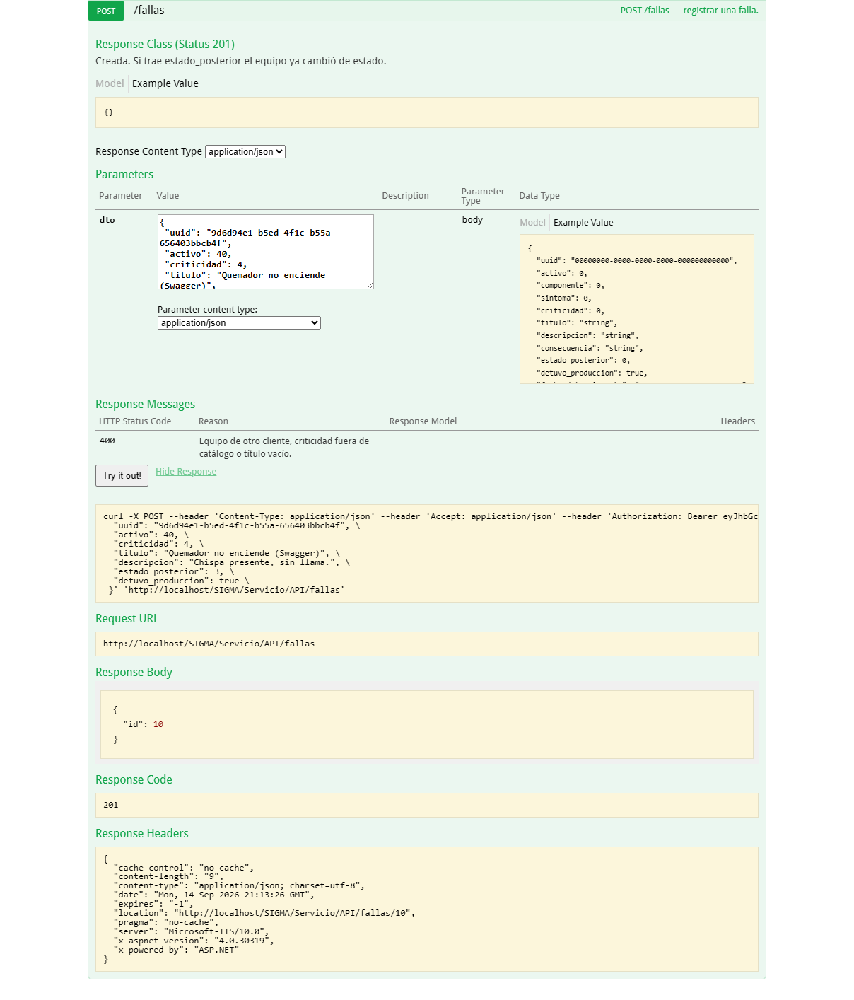 POST /fallas POST /fallas — registrar una falla.
Response Class (Status 201)
Creada. Si trae estado_posterior el equipo ya cambió de estado.
Model Example Value
{}
Response Content Type application/json
Parameters
Parameter Value Description Parameter Type Data Type
dto
{
"uuid": "9d6d94e1-b5ed-4f1c-b55a-
656403bbcb4f",
"activo": 40,
"criticidad": 4,
"titulo": "Quemador no enciende
(Swagger)",
Parameter content type:
application/json
body
Model Example Value
{
"uuid": "00000000-0000-0000-0000-000000000000",
"activo": 0,
"componente": 0,
"sintoma": 0,
"criticidad": 0,
"titulo": "string",
"descripcion": "string",
"consecuencia": "string",
"estado_posterior": 0,
"detuvo_produccion": true,
Response Messages
HTTP Status Code Reason Response Model Headers
400 Equipo de otro cliente, criticidad fuera de
catálogo o título vacío.
Try it out! Hide Response
curl -X POST --header 'Content-Type: application/json' --header 'Accept: application/json' --header 'Authorization: Bearer eyJhbGc
"uuid": "9d6d94e1-b5ed-4f1c-b55a-656403bbcb4f", \
"activo": 40, \
"criticidad": 4, \
"titulo": "Quemador no enciende (Swagger)", \
"descripcion": "Chispa presente, sin llama.", \
"estado_posterior": 3, \
"detuvo_produccion": true \
}' 'http://localhost/SIGMA/Servicio/API/fallas'
Request URL
http://localhost/SIGMA/Servicio/API/fallas
Response Body
{
"id": 10
}
Response Code
201
Response Headers
{
"cache-control": "no-cache",
"content-length": "9",
"content-type": "application/json; charset=utf-8",
"date": "Mon, 14 Sep 2026 21:13:26 GMT",
"expires": "-1",
"location": "http://localhost/SIGMA/Servicio/API/fallas/10",
"pragma": "no-cache",
"server": "Microsoft-IIS/10.0",
"x-aspnet-version": "4.0.30319",
"x-powered-by": "ASP.NET"
}